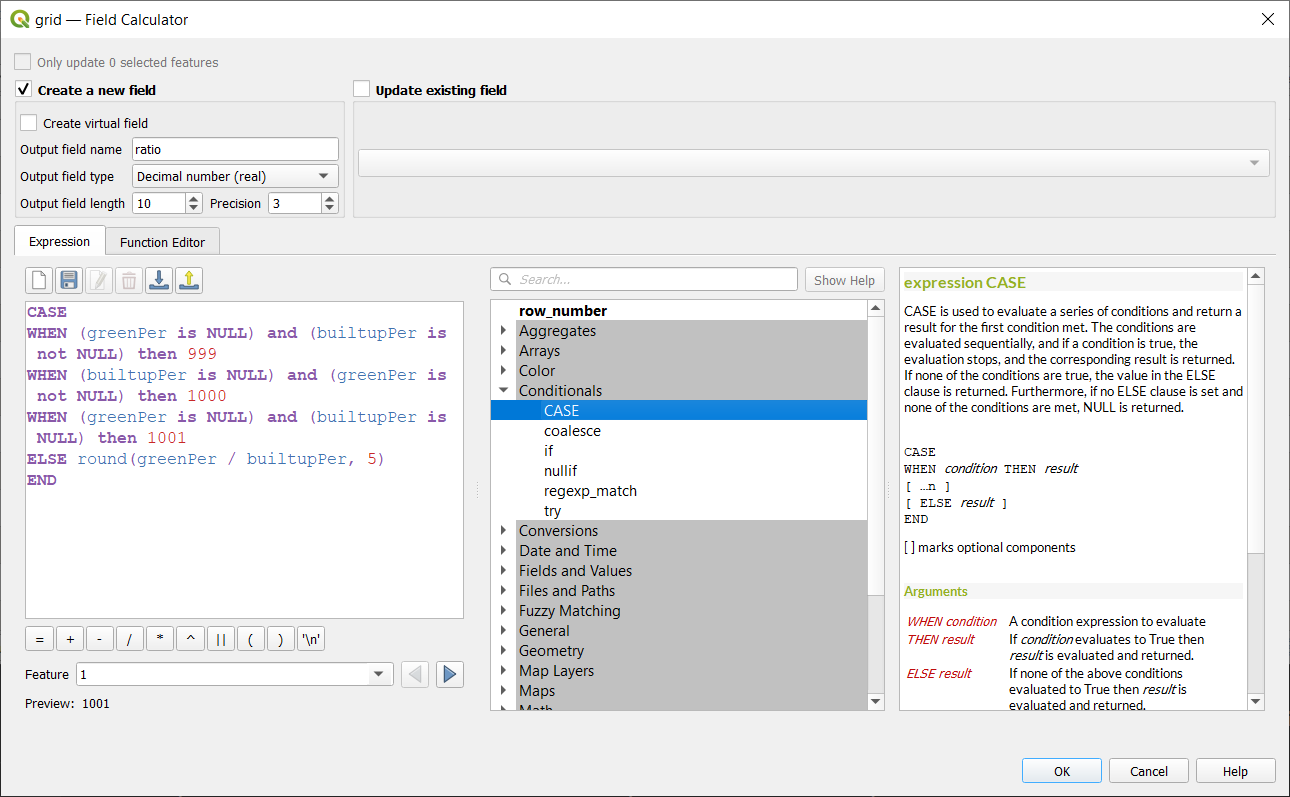 grid — Field Calculator
Only update 0 selected features
Create a new field
Update existing field
Create virtual field
Output field name ratio
Output field type Decimal number (real)
Output field length 10 Precision 3
Expression Function Editor
CASE
WHEN (greenPer is NULL) and (builtupPer is
not NULL) then 999
WHEN (builtupPer is NULL) and (greenPer is
not NULL) then 1000
WHEN (greenPer is NULL) and (builtupPer is
NULL) then 1001
ELSE round(greenPer / builtupPer, 5)
END
= + - / * ^ || ( ) '\n'
Feature 1
Preview: 1001
Search... Show Help
row_number
Aggregates
Arrays
Color
Conditionals
CASE
coalesce
if
nullif
regexp_match
try
Conversions
Date and Time
Fields and Values
Files and Paths
Fuzzy Matching
General
Geometry
Map Layers
Maps
Math
expression CASE
CASE is used to evaluate a series of conditions and return a
result for the first condition met. The conditions are
evaluated sequentially, and if a condition is true, the
evaluation stops, and the corresponding result is returned.
If none of the conditions are true, the value in the ELSE
clause is returned. Furthermore, if no ELSE clause is set and
none of the conditions are met, NULL is returned.
CASE
WHEN condition THEN result
[ …n ]
[ ELSE result ]
END
[ ] marks optional components
Arguments
WHEN condition A condition expression to evaluate
THEN result If condition evaluates to True then
result is evaluated and returned.
ELSE result If none of the above conditions
evaluated to True then result is
evaluated and returned.
OK Cancel Help